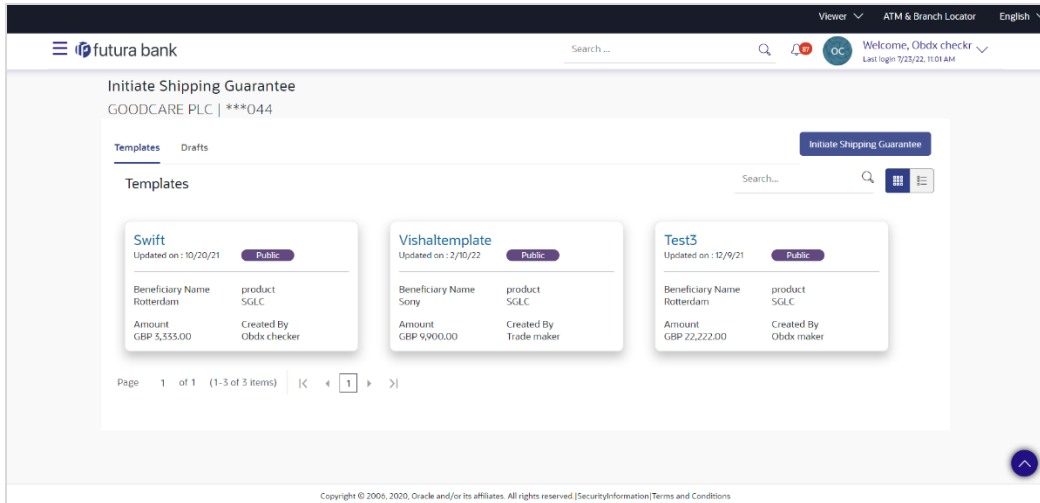 Viewer ATM & Branch Locator English
futura bank Search ... 87 OC Welcome, Obdx checkr
Last login 7/23/22, 11:01 AM
Initiate Shipping Guarantee
GOODCARE PLC | ***044
Templates Drafts Initiate Shipping Guarantee
Templates Search...
Swift Vishaltemplate Test3
Updated on : 10/20/21 Public Updated on : 2/10/22 Public Updated on : 12/9/21 Public
Beneficiary Name product Beneficiary Name product Beneficiary Name product
Rotterdam SGLC Sony SGLC Rotterdam SGLC
Amount Created By Amount Created By Amount Created By
GBP 3,333.00 Obdx checker GBP 9,900.00 Trade maker GBP 22,222.00 Obdx maker
Page 1 of 1 (1-3 of 3 items) 1
Copyright © 2006, 2020, Oracle and/or its affiliates. All rights reserved.|SecurityInformation|Terms and Conditions